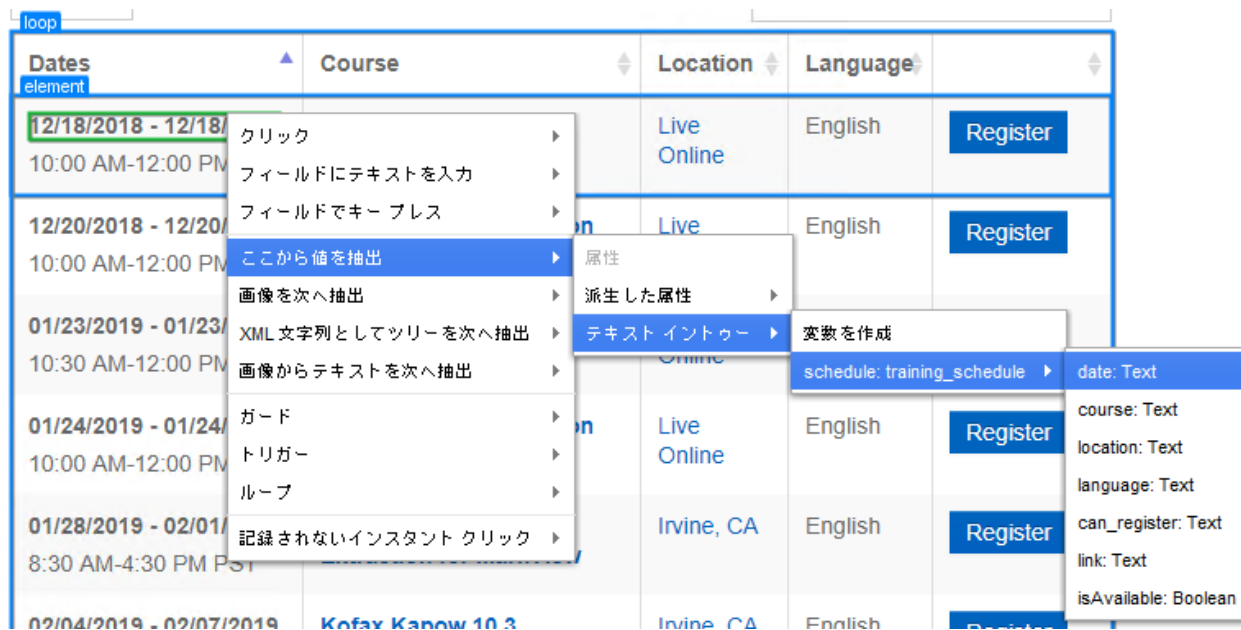 loop
Dates Course Location Language
element
12/18/2018 - 12/18/
10:00 AM-12:00 PM
Live
Online
English
Register
12/20/2018 - 12/20/
10:00 AM-12:00 PM
on
Live
English
Register
01/23/2019 - 01/23/
10:30 AM-12:00 PM
Online
01/24/2019 - 01/24/
10:00 AM-12:00 PM
on
Live
Online
English
Register
01/28/2019 - 02/01/
8:30 AM-4:30 PM PST
Irvine, CA
English
Register
02/04/2019 - 02/07/2019
Kofax Kapow 10.3
Irvine, CA
English
Register
クリック
フィールドにテキストを入力
フィールドでキー プレス
ここから値を抽出
画像を次へ抽出
XML 文字列としてツリーを次へ抽出
画像からテキストを次へ抽出
ガード
トリガー
ループ
記録されないインスタント クリック
属性
派生した属性
テキスト イントゥー
変数を作成
schedule: training_schedule
date: Text
course: Text
location: Text
language: Text
can_register: Text
link: Text
isAvailable: Boolean